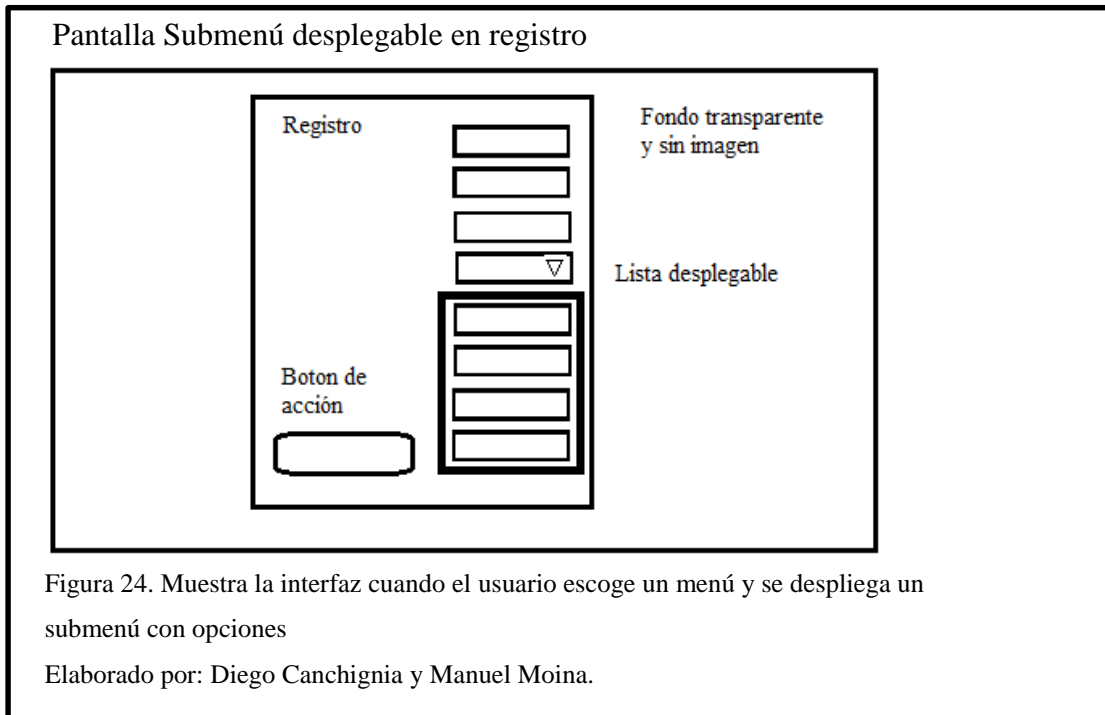 Pantalla Submenú desplegable en registro
Registro
Fondo transparente
y sin imagen
Lista desplegable
Boton de
acción
Figura 24. Muestra la interfaz cuando el usuario escoge un menú y se despliega un
submenú con opciones
Elaborado por: Diego Canchignia y Manuel Moina.